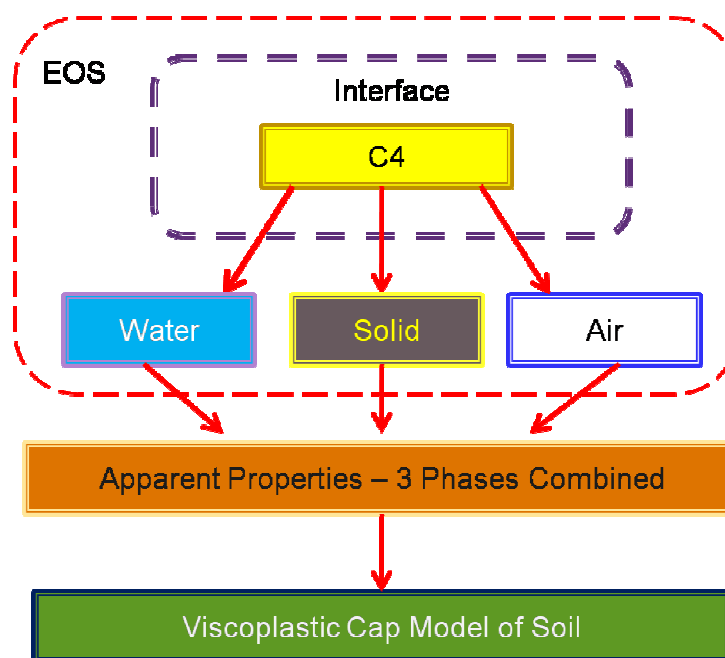 EOS
Interface
C4
Water
Solid
Air
Apparent Properties – 3 Phases Combined
Viscoplastic Cap Model of Soil